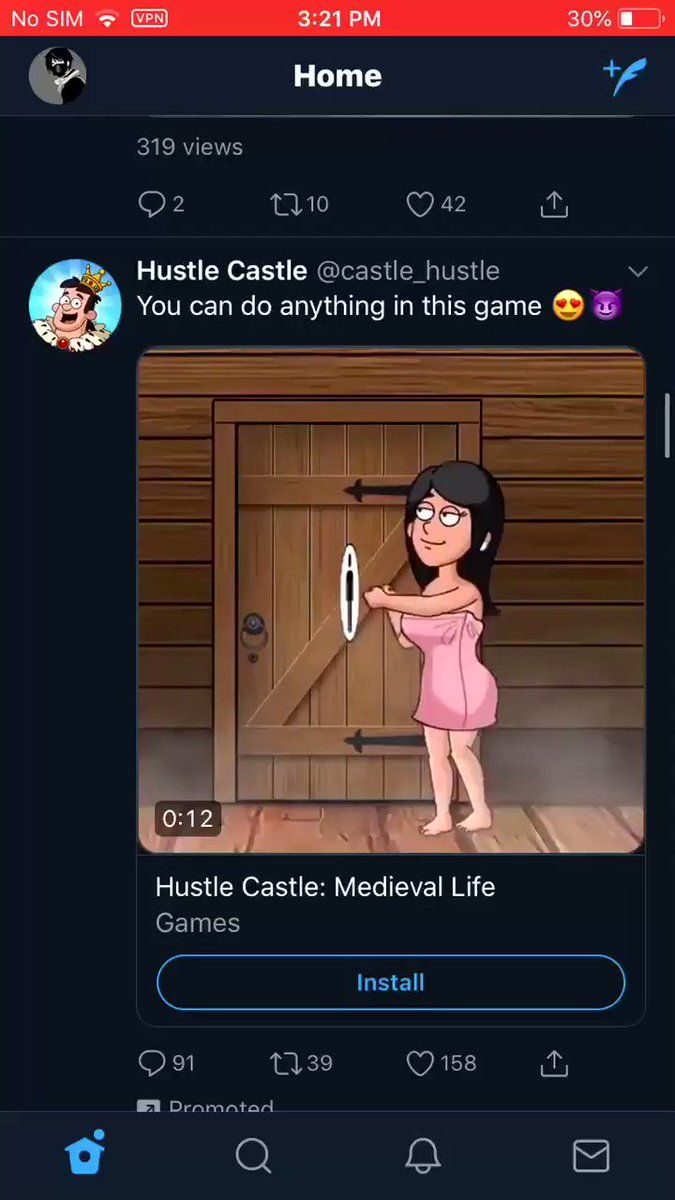 No SIM VPN 3:21 PM 30%
Home
319 views
2 10 42
Hustle Castle @castle_hustle
You can do anything in this game 😍😈
0:12
Hustle Castle: Medieval Life
Games
Install
91 39 158
Promoted